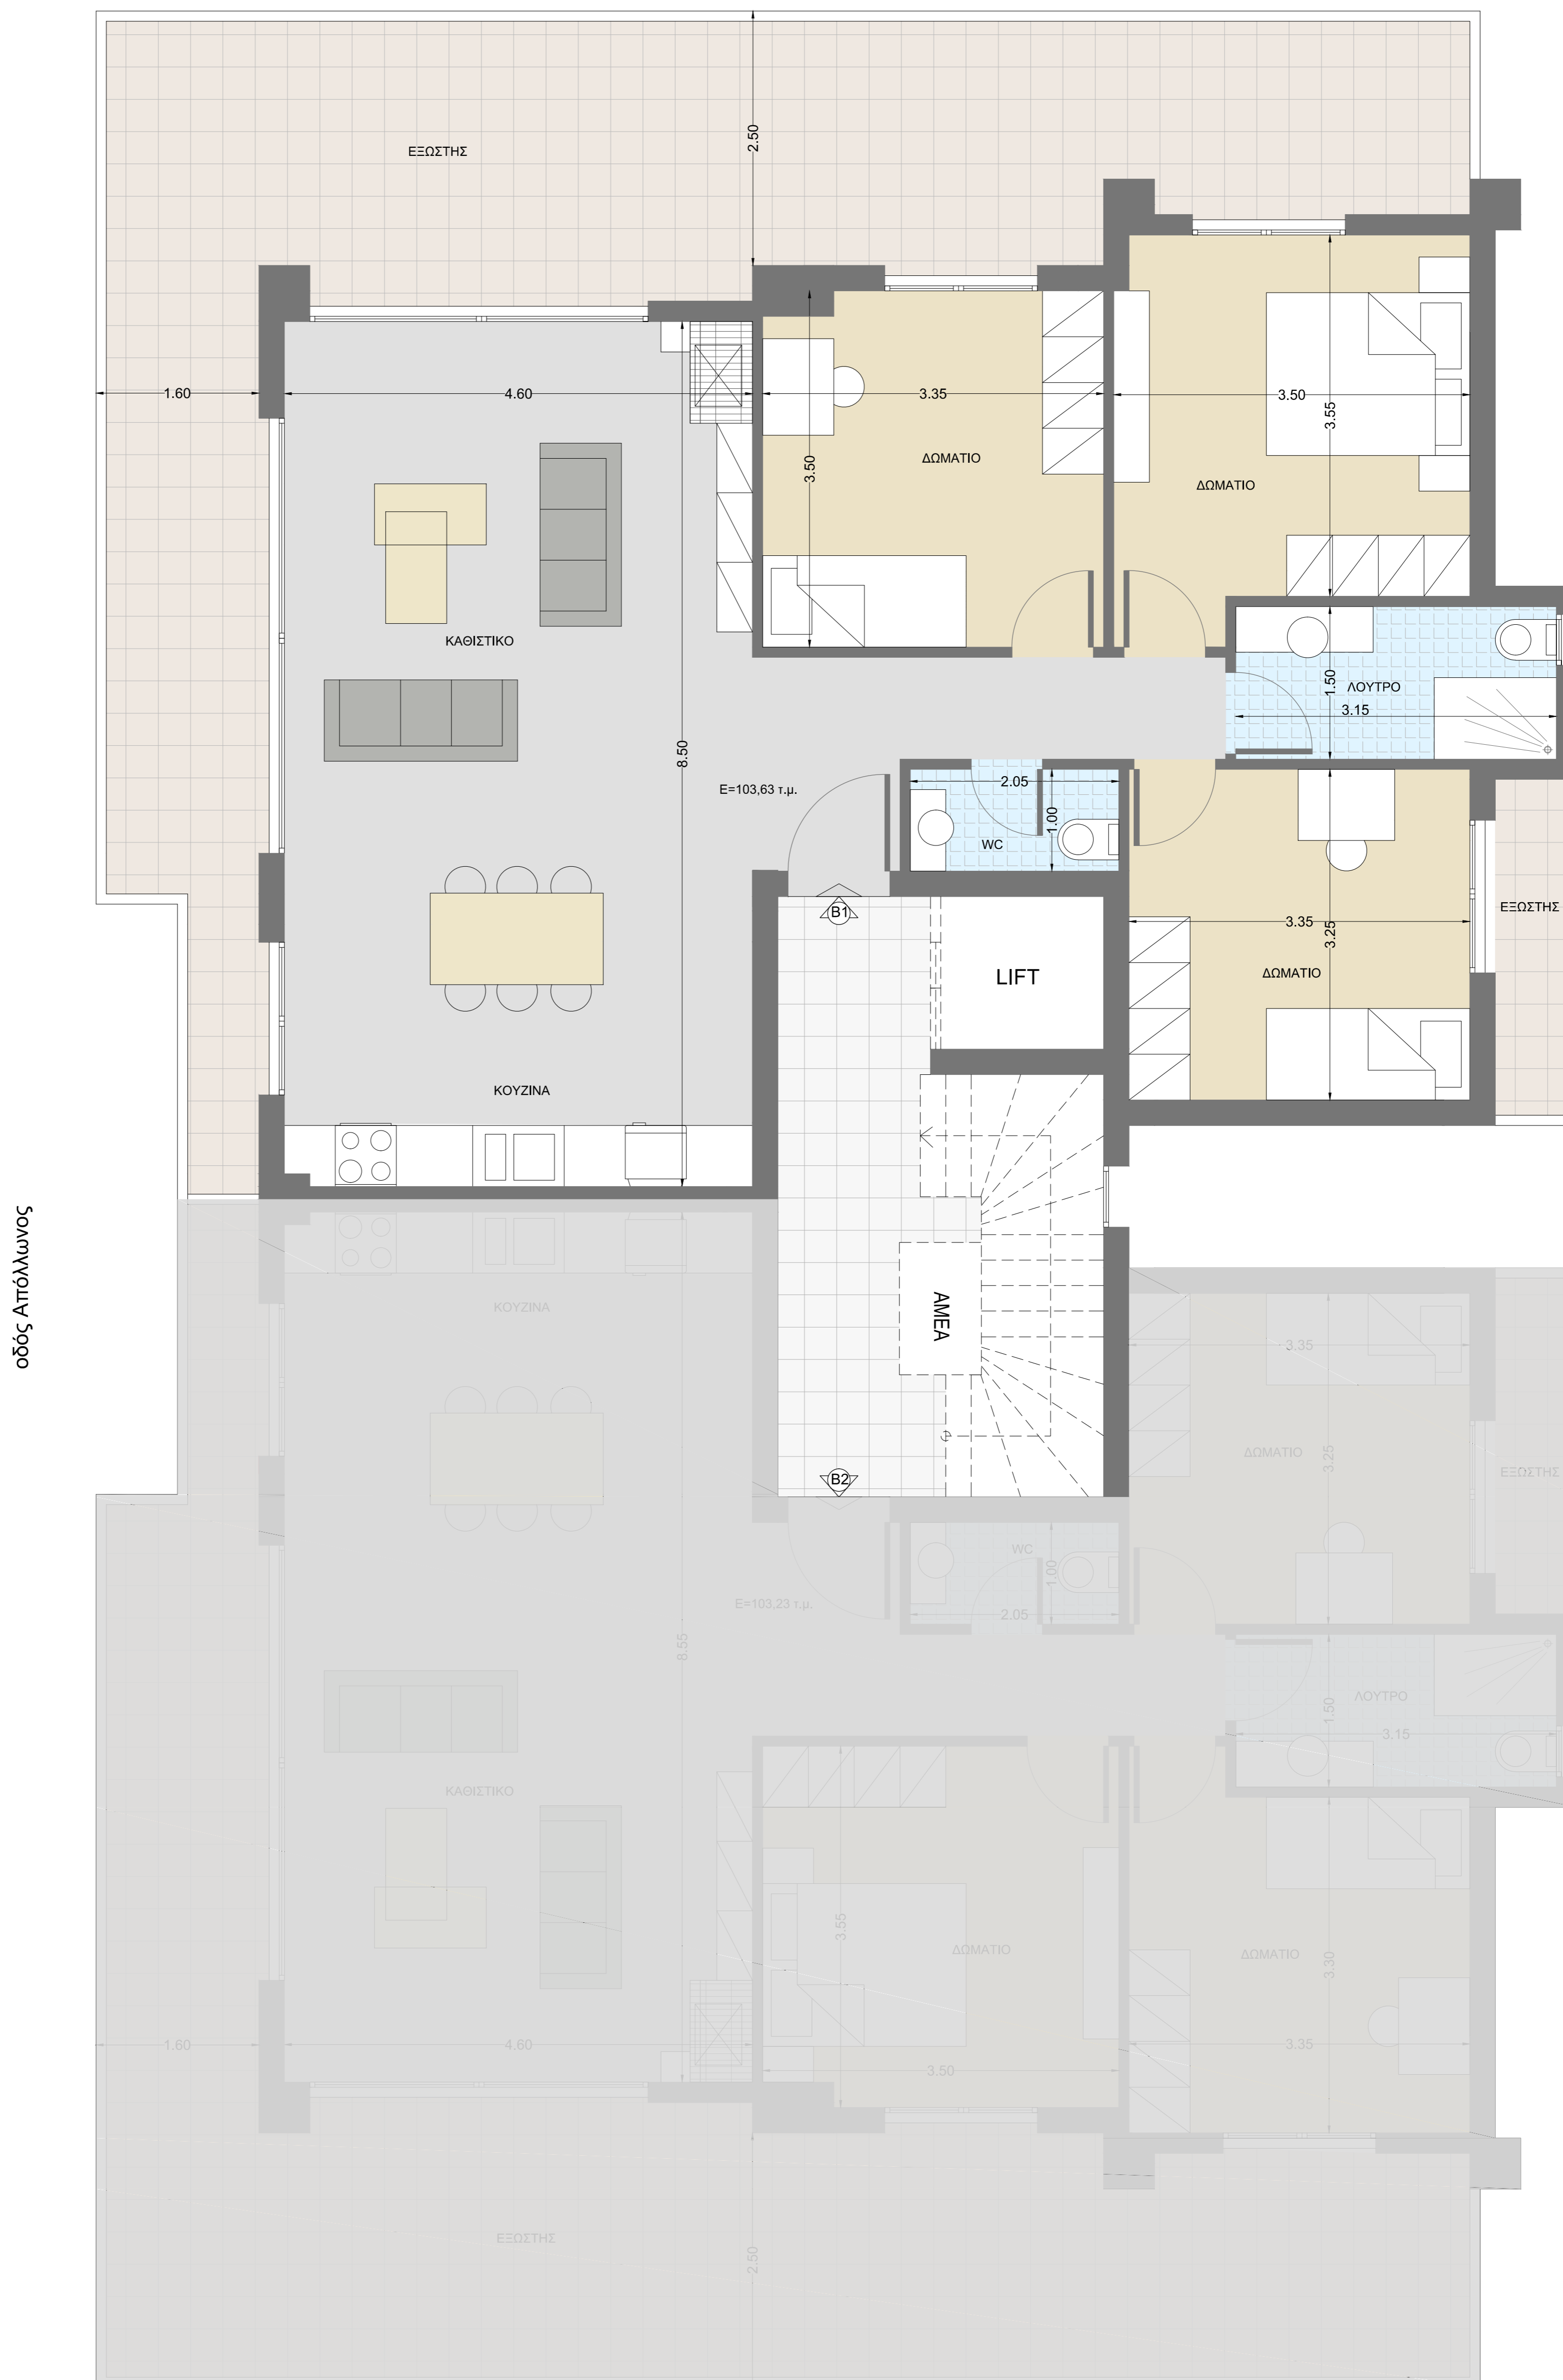 2.50
ΕΞΩΣΤΗΣ
1.60
4.60
3.35
3.50
3.55
3.50
ΔΩΜΑΤΙΟ
ΔΩΜΑΤΙΟ
ΚΑΘΙΣΤΙΚΟ
1.50
ΛΟΥΤΡΟ
3.15
8.50
Ε=103,63 τ.μ.
2.05
1.00
WC
B1
3.35
3.25
ΕΞΩΣΤΗΣ
LIFT
ΔΩΜΑΤΙΟ
ΚΟΥΖΙΝΑ
οδός Απόλλωνος
ΑΜΕΑ
ΚΟΥΖΙΝΑ
3.35
ΔΩΜΑΤΙΟ
3.25
ΕΞΩΣΤΗΣ
B2
WC
1.00
Ε=103,23 τ.μ.
2.05
8.55
ΛΟΥΤΡΟ
1.50
3.15
ΚΑΘΙΣΤΙΚΟ
3.55
ΔΩΜΑΤΙΟ
ΔΩΜΑΤΙΟ
3.30
1.60
4.60
3.35
3.50
ΕΞΩΣΤΗΣ
2.50